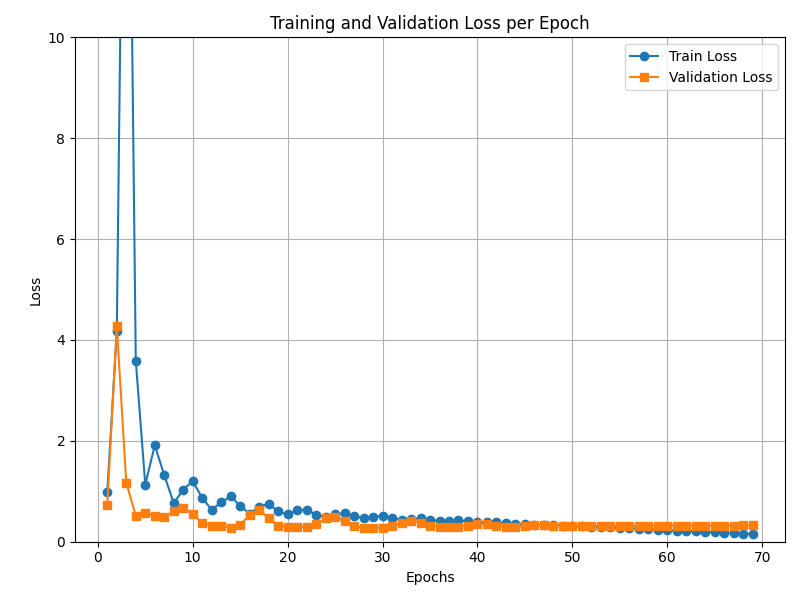 Training and Validation Loss per Epoch
Train Loss
Validation Loss
10
8
6
4
2
0
Loss
0 10 20 30 40 50 60 70
Epochs